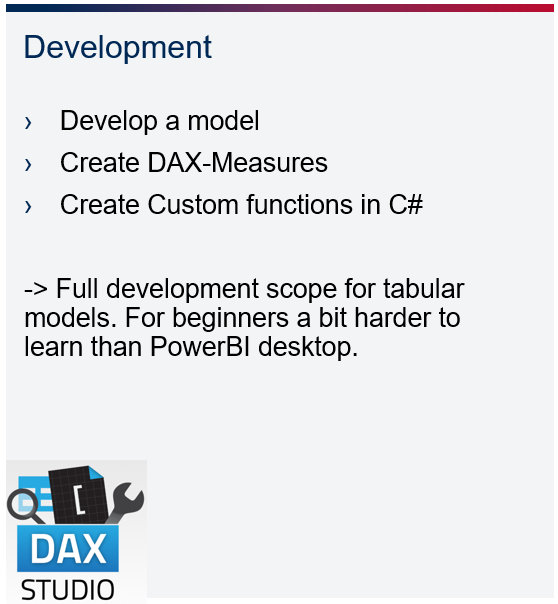 Development
› Develop a model
› Create DAX-Measures
› Create Custom functions in C#
-> Full development scope for tabular
models. For beginners a bit harder to
learn than PowerBI desktop.
[
DAX
STUDIO